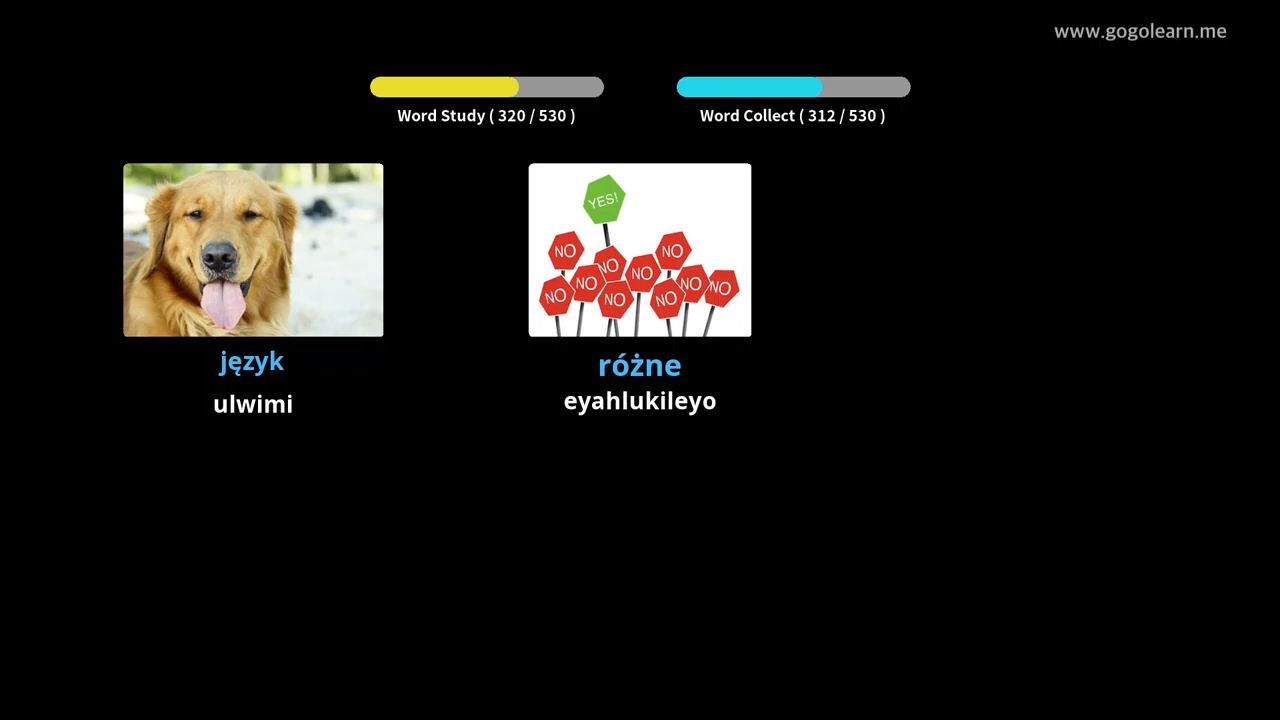 www.gogolearn.me
Word Study ( 320 / 530 )
Word Collect ( 312 / 530 )
YES!
NO
NO
NO
NO
NO
NO
NO
NO
NO
NO
język
ulwimi
różne
eyahlukileyo